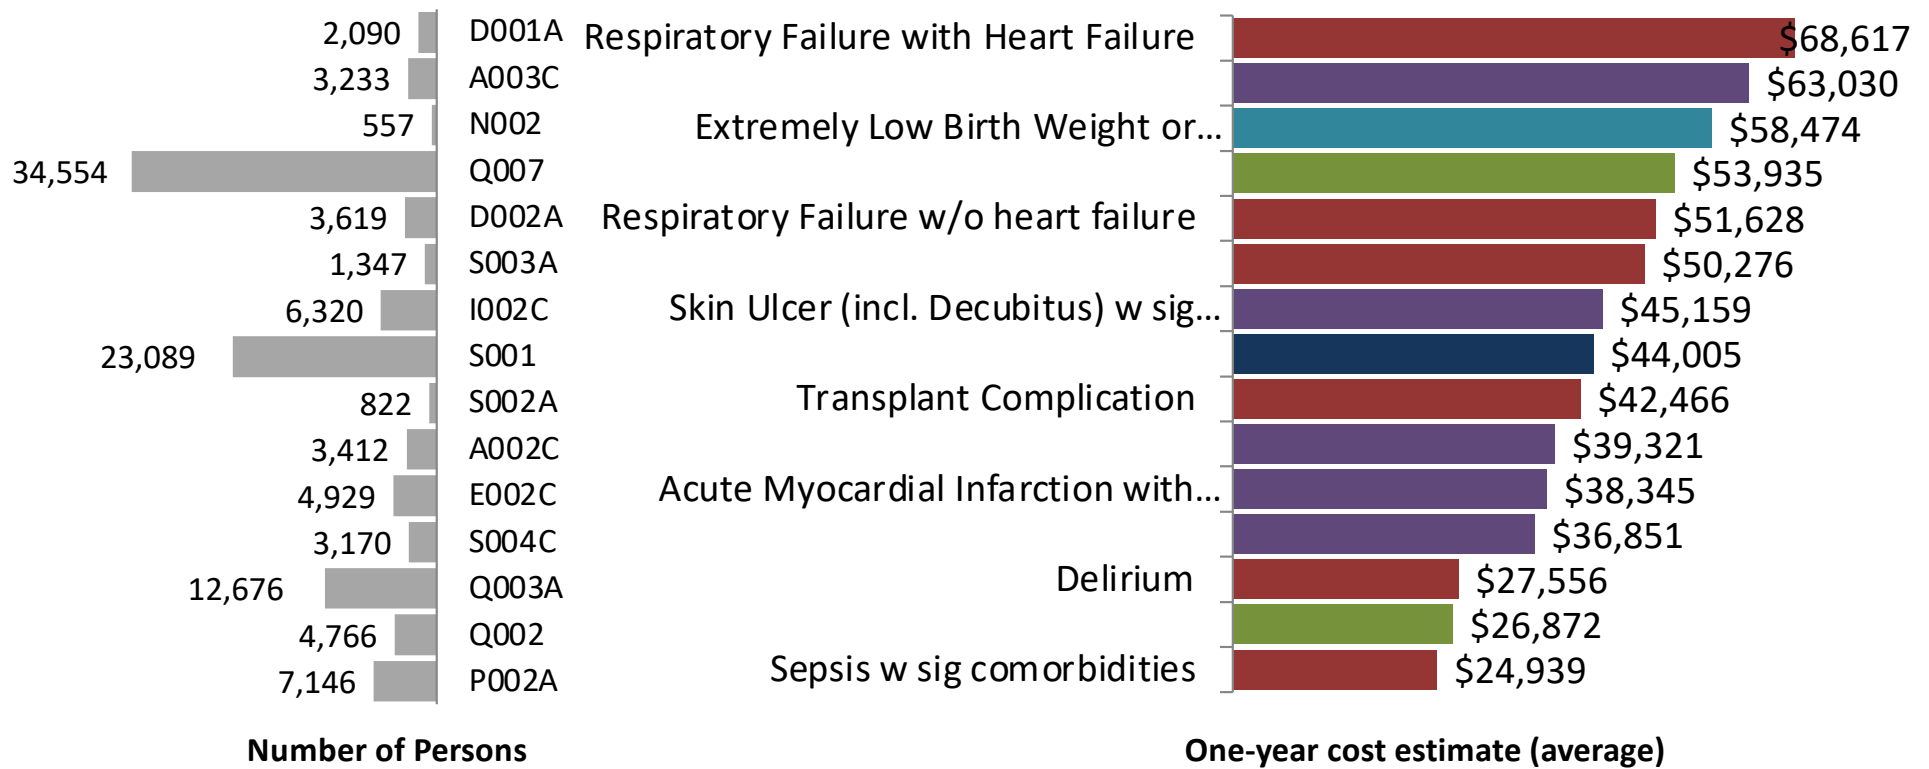 2,090 D001A Respiratory Failure with Heart Failure $68,617
3,233 A003C $63,030
557 N002 Extremely Low Birth Weight or... $58,474
34,554 Q007 $53,935
3,619 D002A Respiratory Failure w/o heart failure $51,628
1,347 S003A $50,276
6,320 I002C Skin Ulcer (incl. Decubitus) w sig... $45,159
23,089 S001 $44,005
822 S002A Transplant Complication $42,466
3,412 A002C $39,321
4,929 E002C Acute Myocardial Infarction with... $38,345
3,170 S004C $36,851
12,676 Q003A Delirium $27,556
4,766 Q002 $26,872
7,146 P002A Sepsis w sig comorbidities $24,939
Number of Persons One-year cost estimate (average)